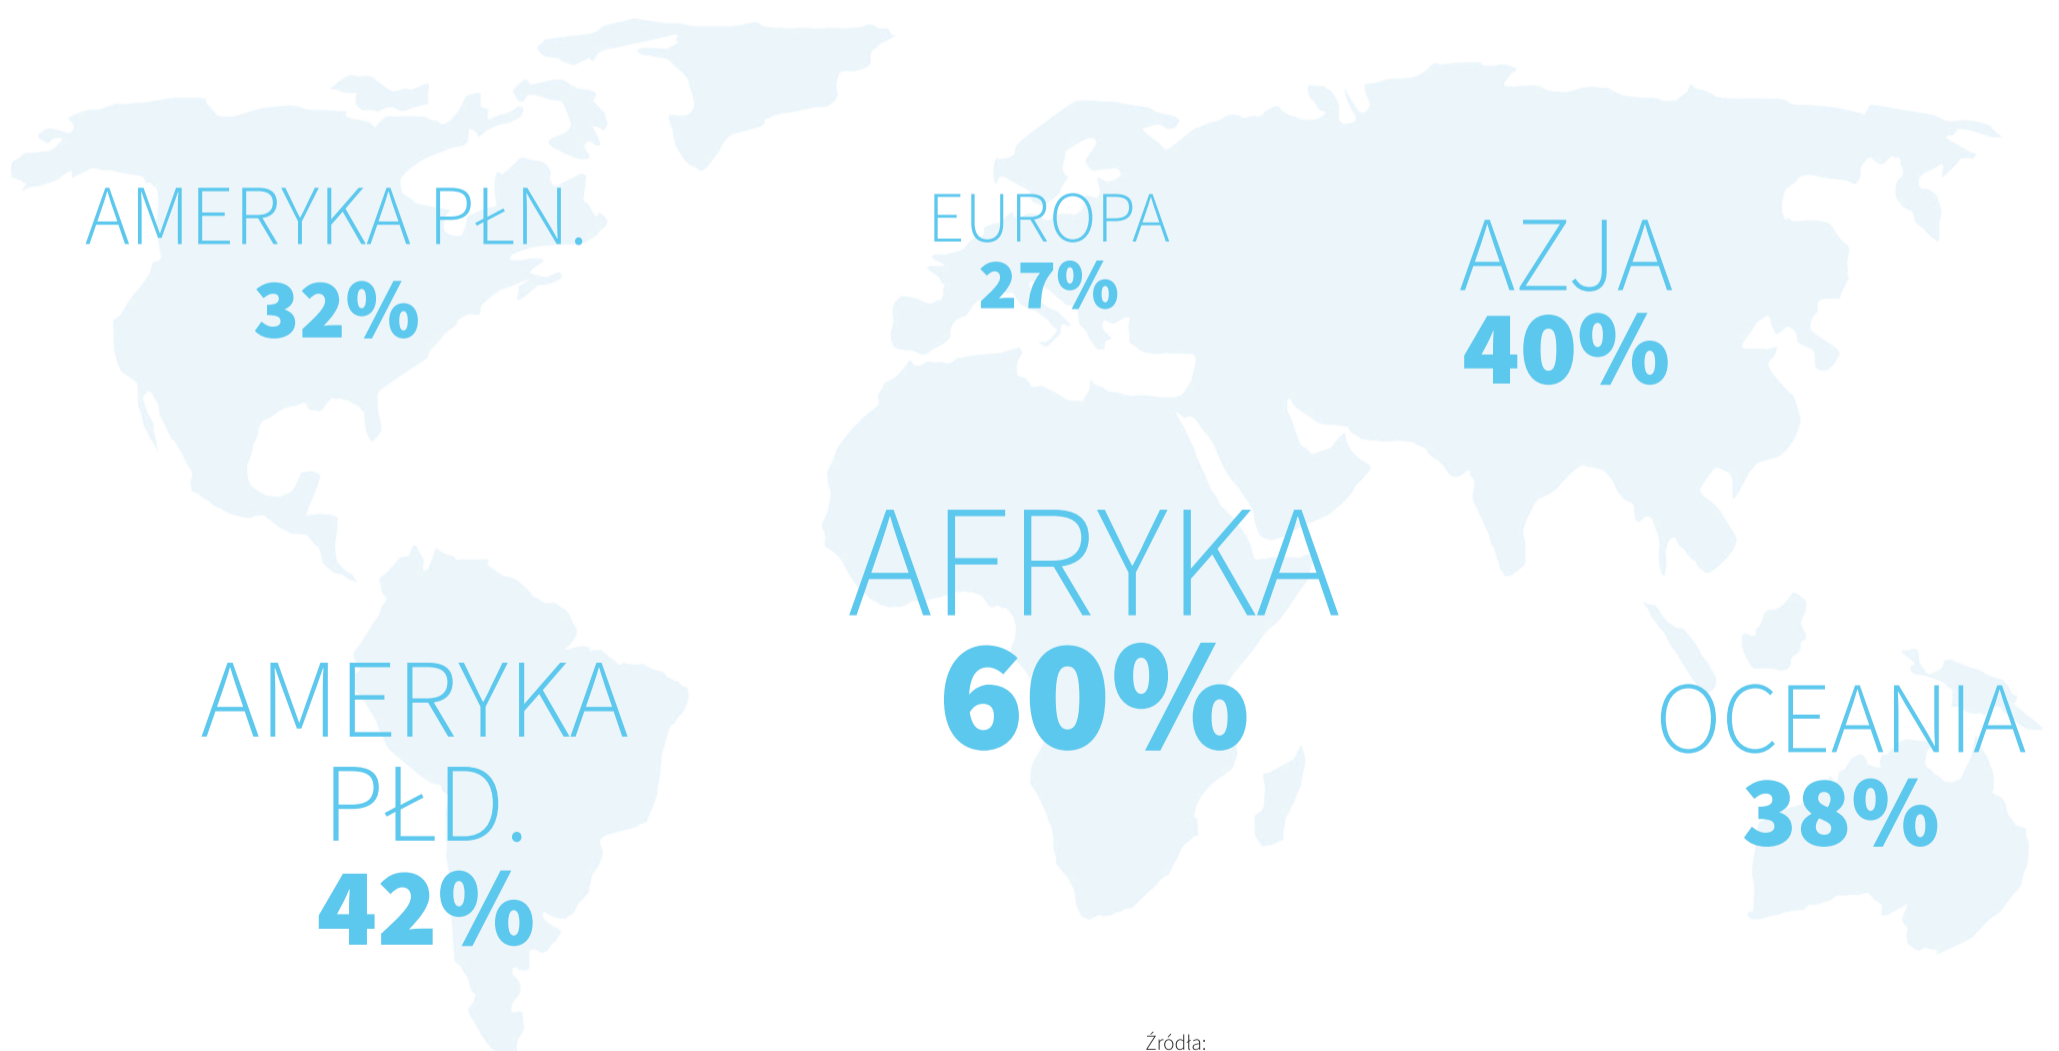 AMERYKA PŁN.
32%
EUROPA
27%
AZJA
40%
AFRYKA
60%
AMERYKA
PŁD.
42%
OCEANIA
38%
Źródła: